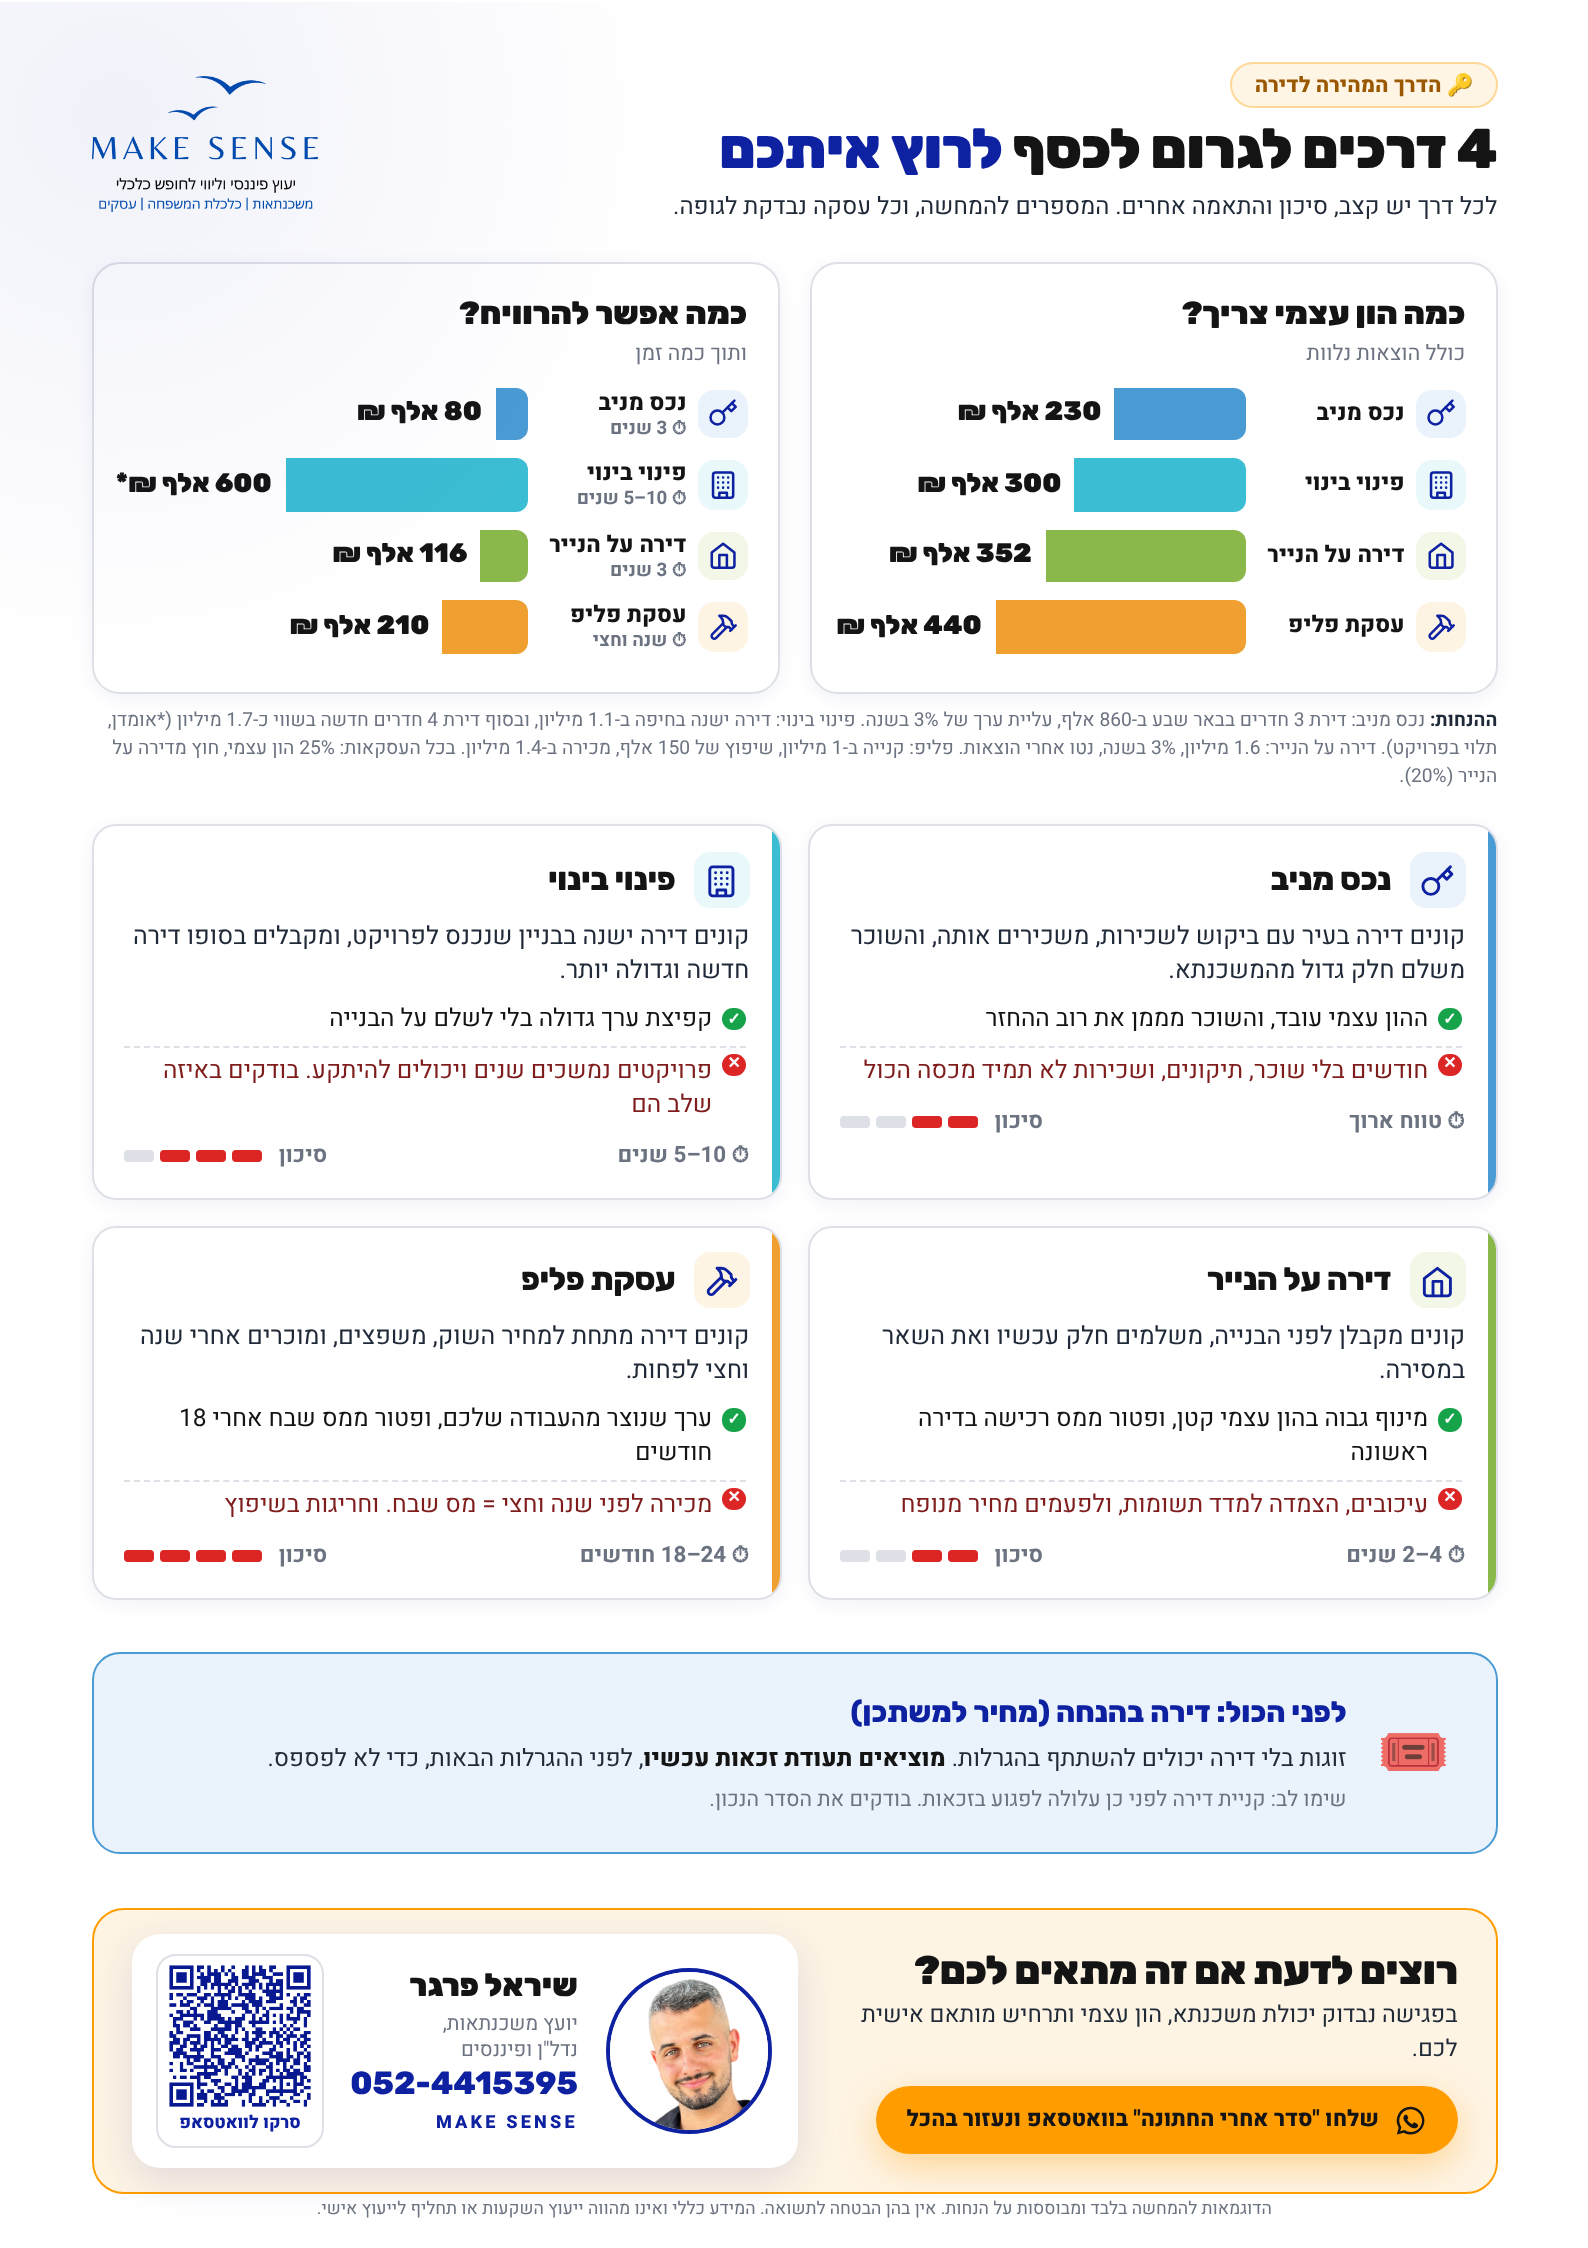 🔑 הדרך המהירה לדירה
4 דרכים לגרום לכסף לרוץ איתכם
לכל דרך יש קצב, סיכון והתאמה אחרים. המספרים להמחשה, וכל עסקה נבדקת לגופה.
MAKE SENSE
יעוץ פיננסי וליווי לחופש כלכלי
משכנתאות | כלכלת המשפחה | עסקים
כמה הון עצמי צריך?
כולל הוצאות נלוות
נכס מניב 230 אלף ₪
פינוי בינוי 300 אלף ₪
דירה על הנייר 352 אלף ₪
עסקת פליפ 440 אלף ₪
כמה אפשר להרוויח?
ותוך כמה זמן
נכס מניב 80 אלף ₪
⏱ 3 שנים
פינוי בינוי 600 אלף ₪*
⏱ 5–10 שנים
דירה על הנייר 116 אלף ₪
⏱ 3 שנים
עסקת פליפ 210 אלף ₪
⏱ שנה וחצי
ההנחות: נכס מניב: דירת 3 חדרים בבאר שבע ב-860 אלף, עליית ערך של 3% בשנה. פינוי בינוי: דירה ישנה בחיפה ב-1.1 מיליון, ובסוף דירת 4 חדרים חדשה בשווי כ-1.7 מיליון (*אומדן,
תלוי בפרויקט). דירה על הנייר: 1.6 מיליון, 3% בשנה, נטו אחרי הוצאות. פליפ: קנייה ב-1 מיליון, שיפוץ של 150 אלף, מכירה ב-1.4 מיליון. בכל העסקאות: 25% הון עצמי, חוץ מדירה על
הנייר (20%).
נכס מניב
קונים דירה בעיר עם ביקוש לשכירות, משכירים אותה, והשוכר
משלם חלק גדול מהמשכנתא.
ההון עצמי עובד, והשוכר מממן את רוב ההחזר
חודשים בלי שוכר, תיקונים, ושכירות לא תמיד מכסה הכול
⏱ טווח ארוך סיכון
פינוי בינוי
קונים דירה ישנה בבניין שנכנס לפרויקט, ומקבלים בסופו דירה
חדשה וגדולה יותר.
קפיצת ערך גדולה בלי לשלם על הבנייה
פרויקטים נמשכים שנים ויכולים להיתקע. בודקים באיזה
שלב הם
⏱ 5–10 שנים סיכון
דירה על הנייר
קונים מקבלן לפני הבנייה, משלמים חלק עכשיו ואת השאר
במסירה.
מינוף גבוה בהון עצמי קטן, ופטור ממס רכישה בדירה
ראשונה
עיכובים, הצמדה למדד תשומות, ולפעמים מחיר מנופח
⏱ 2–4 שנים סיכון
עסקת פליפ
קונים דירה מתחת למחיר השוק, משפצים, ומוכרים אחרי שנה
וחצי לפחות.
ערך שנוצר מהעבודה שלכם, ופטור ממס שבח אחרי 18
חודשים
מכירה לפני שנה וחצי = מס שבח. וחריגות בשיפוץ
⏱ 18–24 חודשים סיכון
לפני הכול: דירה בהנחה (מחיר למשתכן)
זוגות בלי דירה יכולים להשתתף בהגרלות. מוציאים תעודת זכאות עכשיו, לפני ההגרלות הבאות, כדי לא לפספס.
שימו לב: קניית דירה לפני כן עלולה לפגוע בזכאות. בודקים את הסדר הנכון.
רוצים לדעת אם זה מתאים לכם?
בפגישה נבדוק יכולת משכנתא, הון עצמי ותרחיש מותאם אישית
לכם.
שלחו "סדר אחרי החתונה" בוואטסאפ ונעזור בהכל
שיראל פרגר
יועץ משכנתאות,
נדל"ן ופיננסים
052-4415395
MAKE SENSE
סרקו לוואטסאפ
הדוגמאות להמחשה בלבד ומבוססות על הנחות. אין בהן הבטחה לתשואה. המידע כללי ואינו מהווה ייעוץ השקעות או תחליף לייעוץ אישי.